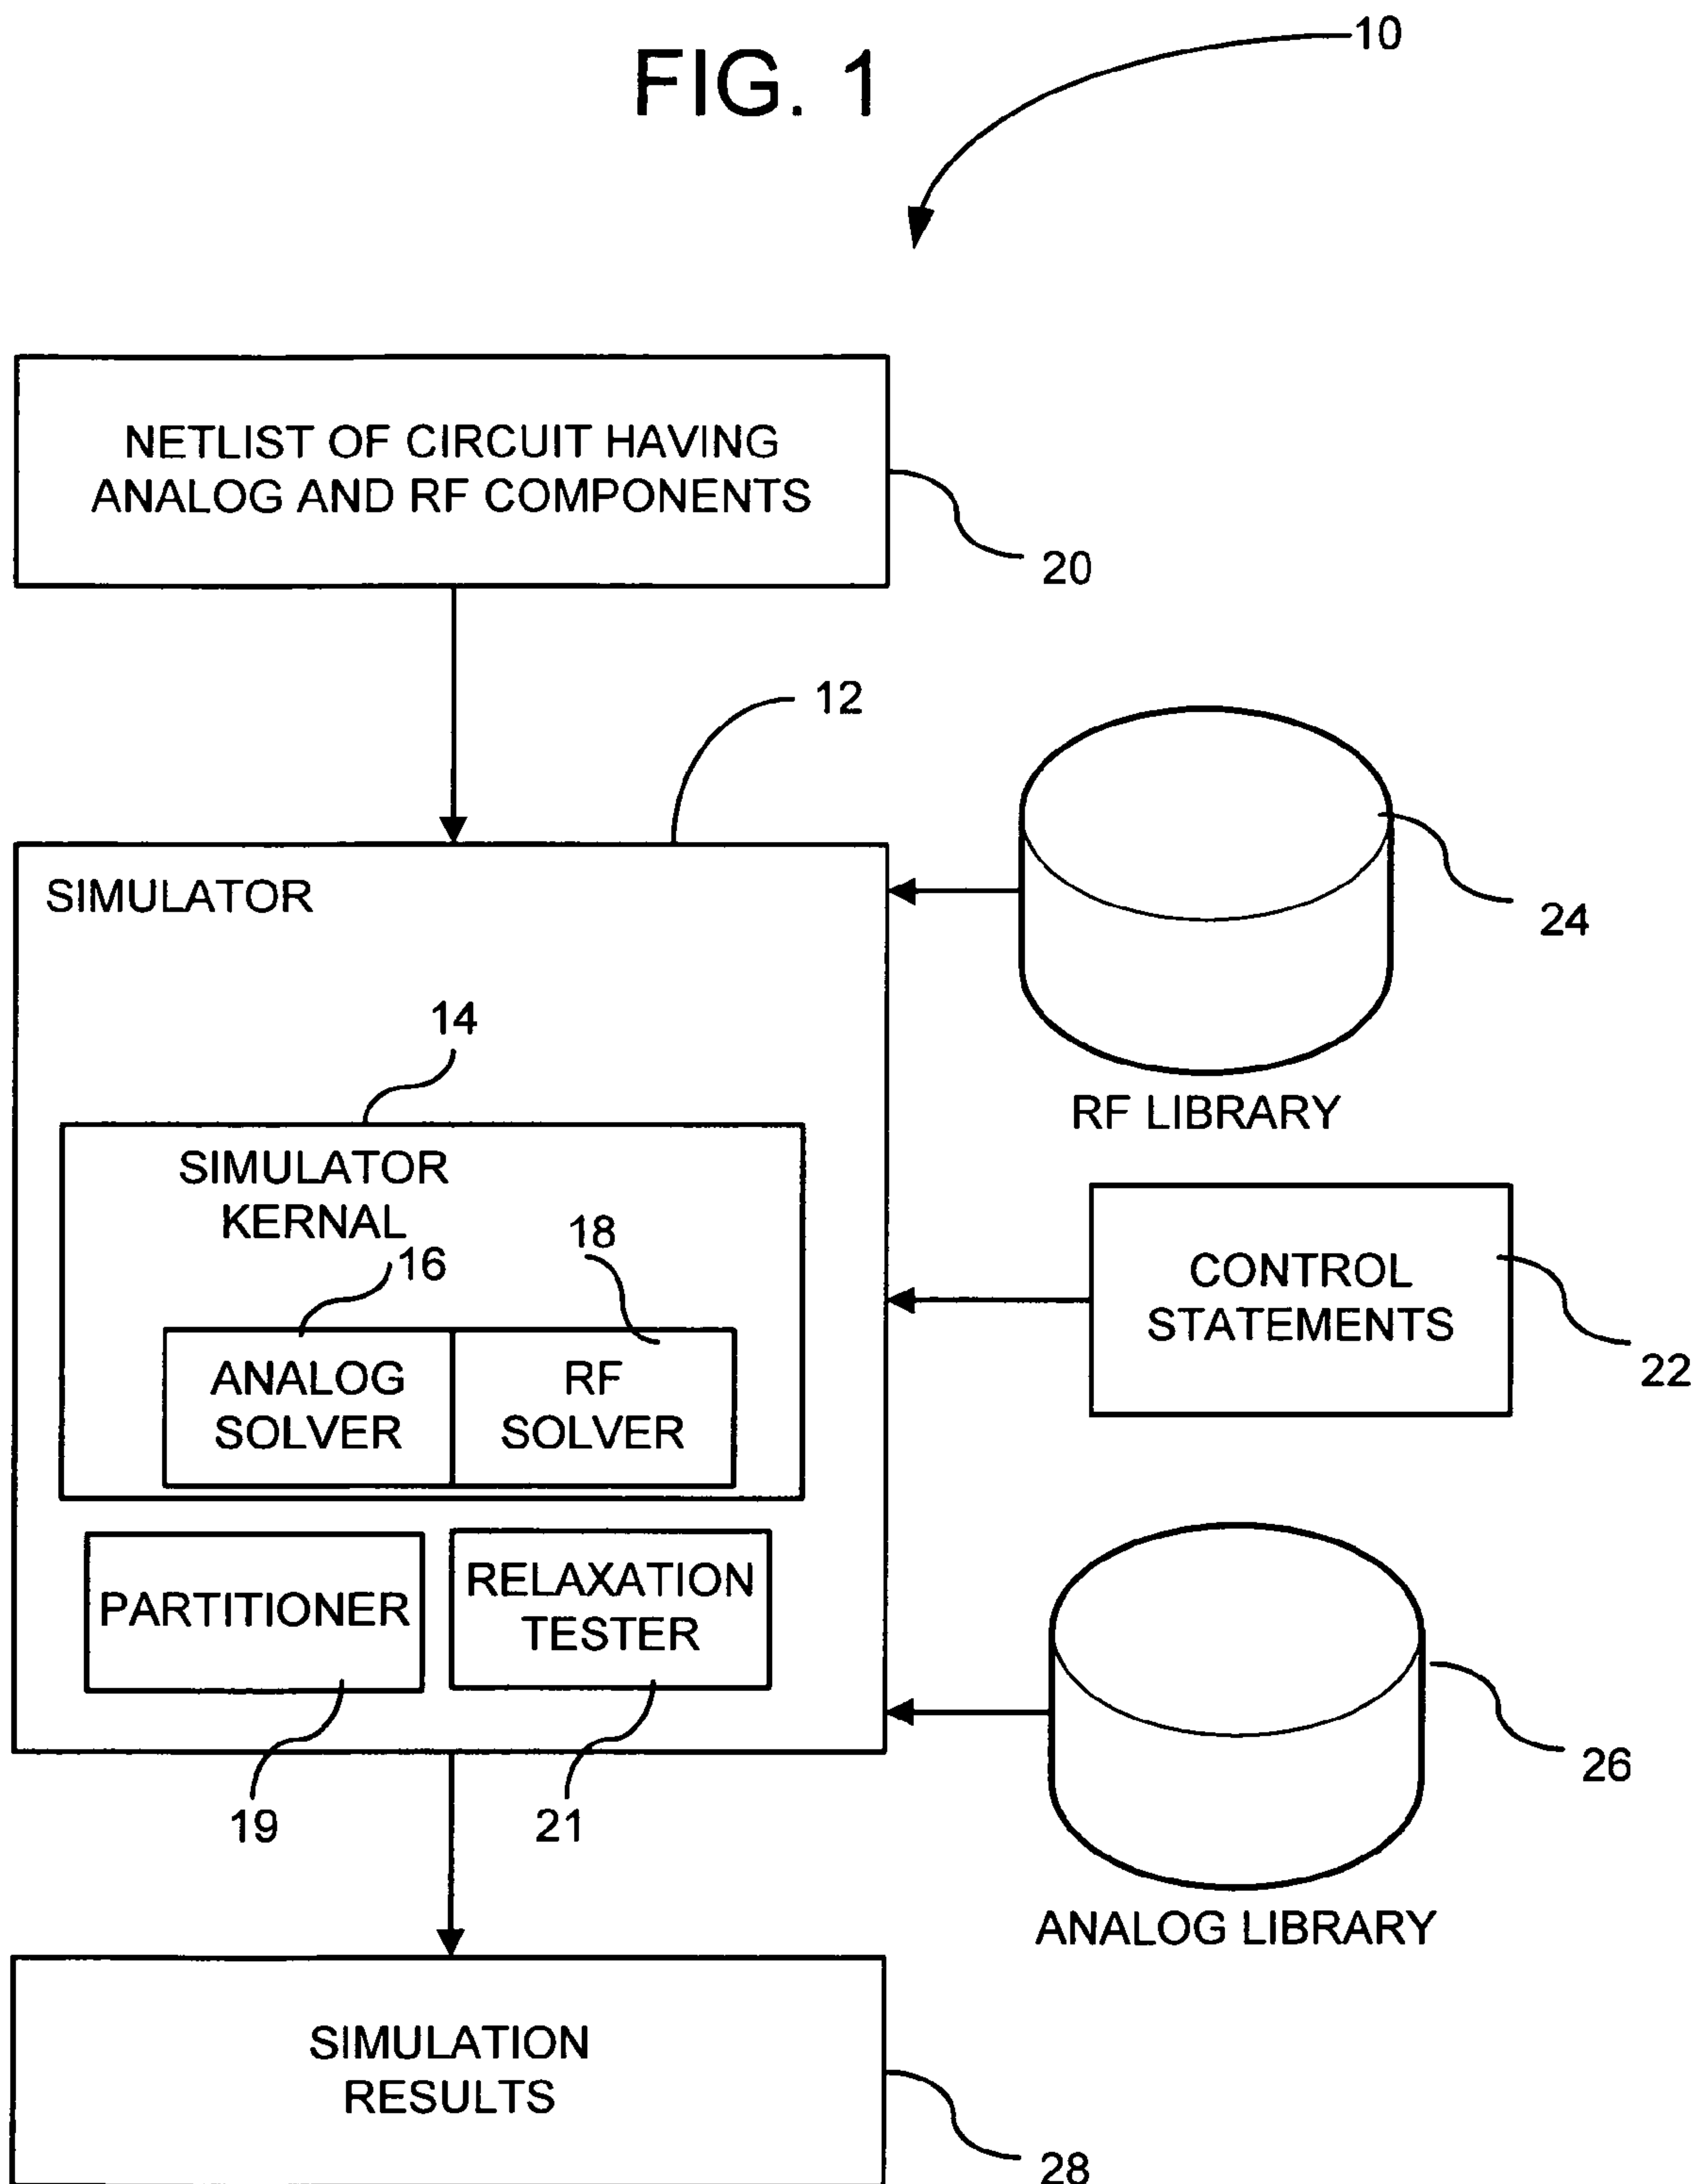 FIG. 1
10
NETLIST OF CIRCUIT HAVING
ANALOG AND RF COMPONENTS
20
12
SIMULATOR
24
14
RF LIBRARY
SIMULATOR
KERNAL
18
16
CONTROL
STATEMENTS
22
ANALOG
SOLVER
RF
SOLVER
PARTITIONER
RELAXATION
TESTER
26
19
21
ANALOG LIBRARY
SIMULATION
RESULTS
28